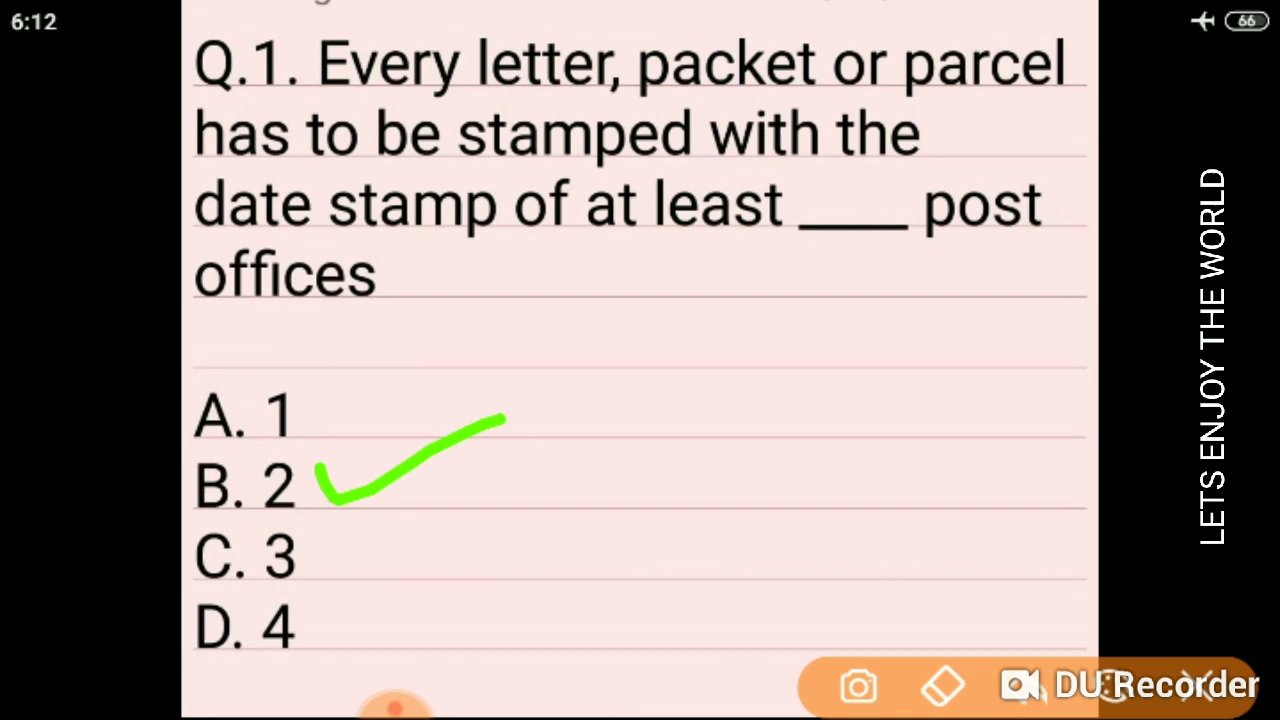 6:12
66
Q.1. Every letter, packet or parcel
has to be stamped with the
date stamp of at least ____ post
offices
A. 1
B. 2
C. 3
D. 4
LETS ENJOY THE WORLD
DU Recorder